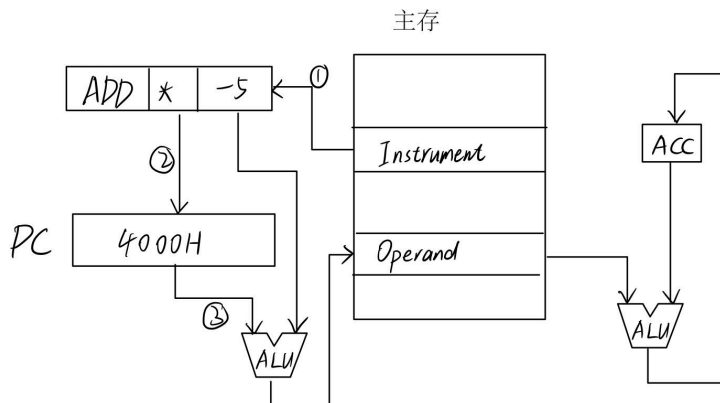 主存
①
ADD * -5
ACC
Instrument
②
PC 4000H
Operand
③
ALU
ALU